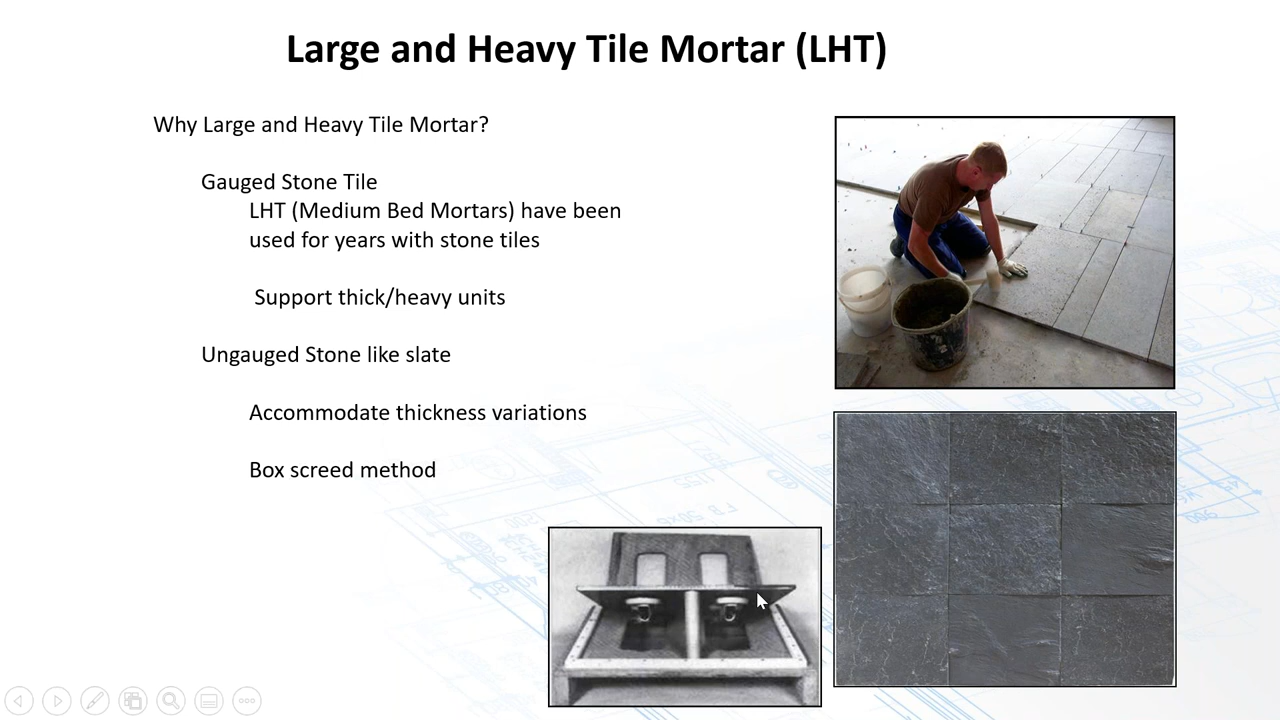 Large and Heavy Tile Mortar (LHT)
Why Large and Heavy Tile Mortar?
Gauged Stone Tile
LHT (Medium Bed Mortars) have been
used for years with stone tiles
Support thick/heavy units
Ungauged Stone like slate
Accommodate thickness variations
Box screed method